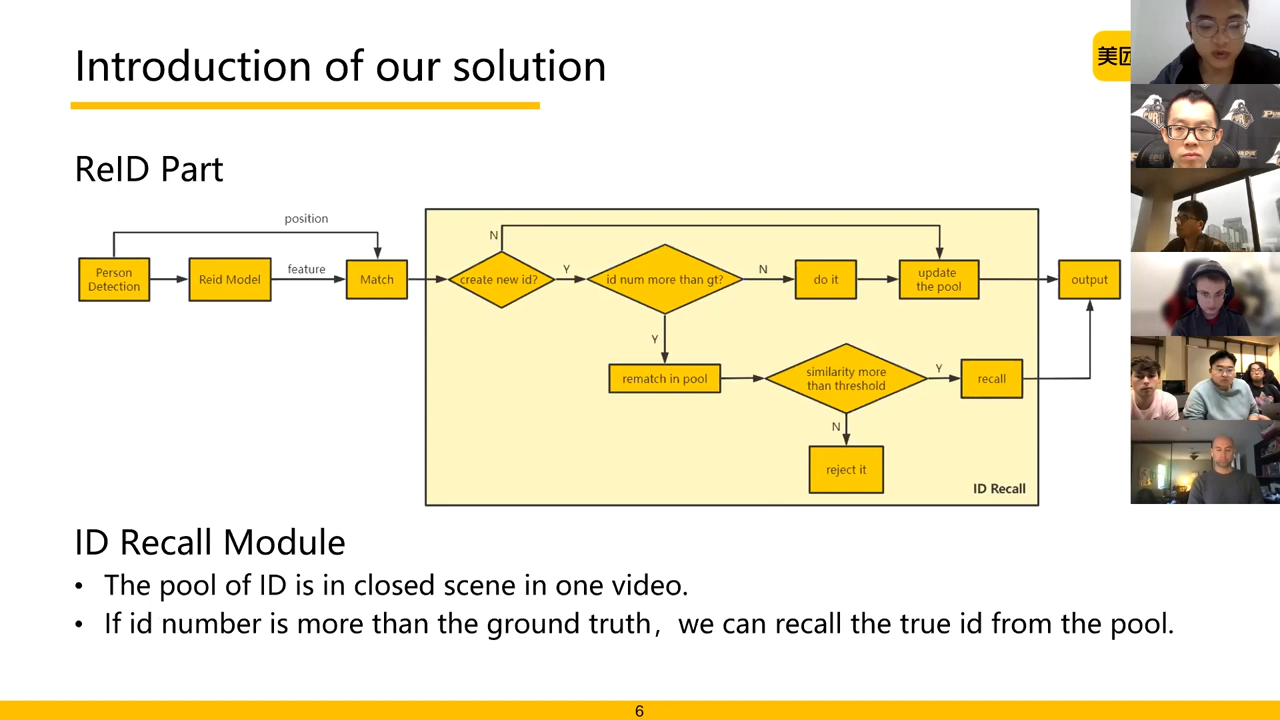 Introduction of our solution
美团
ReID Part
position
N
Person
Detection
Reid Model
feature
Match
create new id?
Y
id num more than gt?
N
do it
update
the pool
output
Y
rematch in pool
similarity more
than threshold
Y
recall
N
reject it
ID Recall
ID Recall Module
• The pool of ID is in closed scene in one video.
• If id number is more than the ground truth，we can recall the true id from the pool.
6